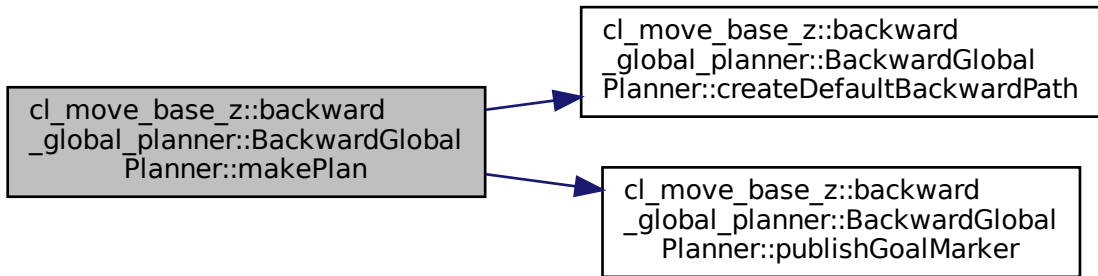 cl_move_base_z::backward
_global_planner::BackwardGlobal
Planner::makePlan
cl_move_base_z::backward
_global_planner::BackwardGlobal
Planner::createDefaultBackwardPath
cl_move_base_z::backward
_global_planner::BackwardGlobal
Planner::publishGoalMarker